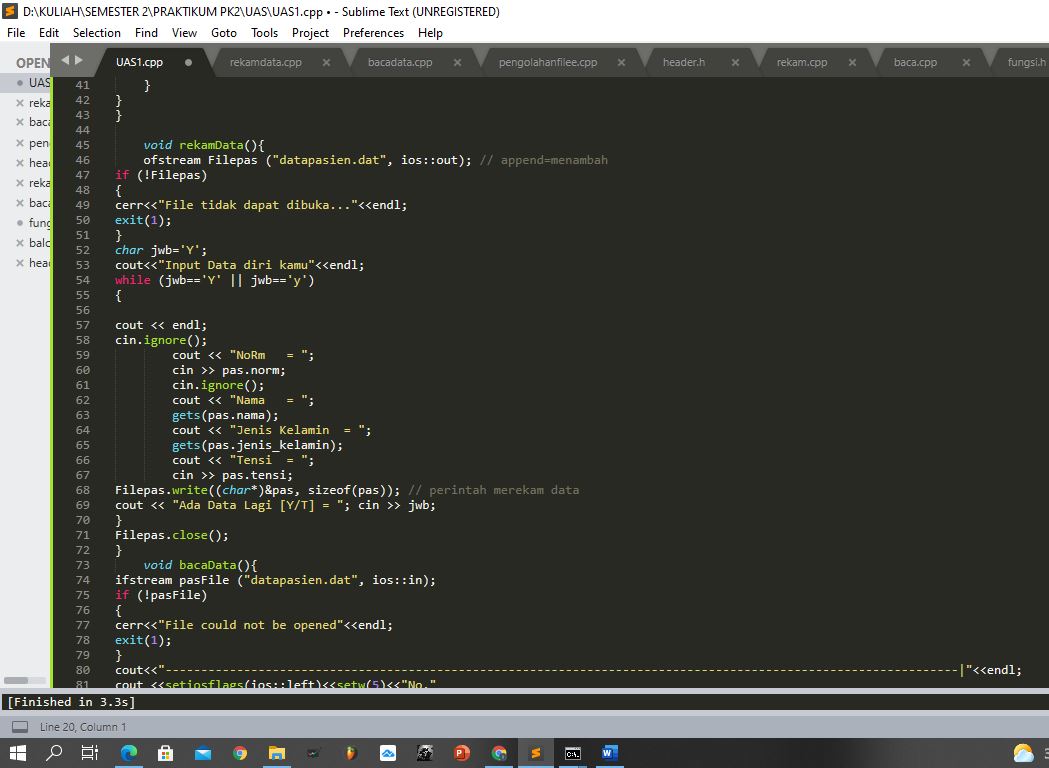 D:\KULIAH\SEMESTER 2\PRAKTIKUM PK2\UAS\UAS1.cpp • - Sublime Text (UNREGISTERED)
File Edit Selection Find View Goto Tools Project Preferences Help
OPEN
UAS1.cpp rekamdata.cpp bacadata.cpp pengolahanfilee.cpp header.h rekam.cpp baca.cpp fungsi.h
UAS
reka
baca
pen
head
reka
baca
fung
balo
head
41 }
42 }
43 }
44
45 void rekamData(){
46 ofstream Filepas ("datapasien.dat", ios::out); // append=menambah
47 if (!Filepas)
48 {
49 cerr<<"File tidak dapat dibuka..."<<endl;
50 exit(1);
51 }
52 char jwb='Y';
53 cout<<"Input Data diri kamu"<<endl;
54 while (jwb=='Y' || jwb=='y')
55 {
56
57 cout << endl;
58 cin.ignore();
59 cout << "NoRm   = ";
60 cin >> pas.norm;
61 cin.ignore();
62 cout << "Nama   = ";
63 gets(pas.nama);
64 cout << "Jenis Kelamin  = ";
65 gets(pas.jenis_kelamin);
66 cout << "Tensi  = ";
67 cin >> pas.tensi;
68 Filepas.write((char*)&pas, sizeof(pas)); // perintah merekam data
69 cout << "Ada Data Lagi [Y/T] = "; cin >> jwb;
70 }
71 Filepas.close();
72 }
73 void bacaData(){
74 ifstream pasFile ("datapasien.dat", ios::in);
75 if (!pasFile)
76 {
77 cerr<<"File could not be opened"<<endl;
78 exit(1);
79 }
80 cout<<"---------------------------------------------------------------------------------------------------------------|"<<endl;
81 cout <<setiosflags(ios::left)<<setw(5)<<"No."
[Finished in 3.3s]
Line 20, Column 1